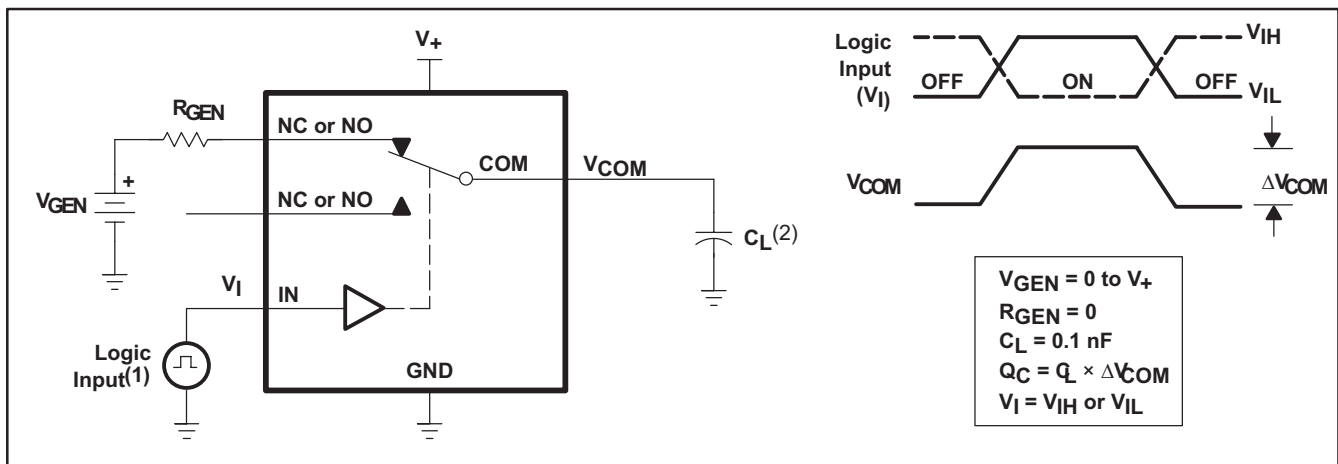 V+
RGEN
NC or NO
COM
VCOM
VGEN
+
NC or NO
CL(2)
VI
IN
Logic
Input(1)
GND
Logic
Input
(VI)
OFF
ON
OFF
VIH
VIL
VCOM
ΔVCOM
VGEN = 0 to V+
RGEN = 0
CL = 0.1 nF
QC = CL × ΔVCOM
VI = VIH or VIL